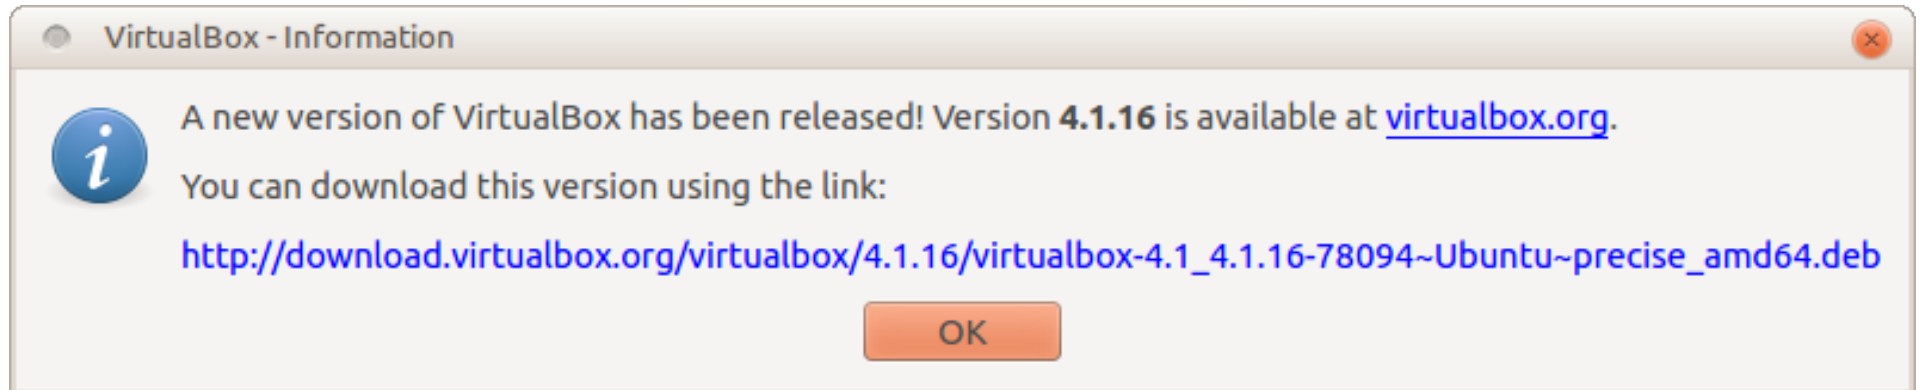 VirtualBox - Information
A new version of VirtualBox has been released! Version 4.1.16 is available at virtualbox.org.
You can download this version using the link:
http://download.virtualbox.org/virtualbox/4.1.16/virtualbox-4.1_4.1.16-78094~Ubuntu~precise_amd64.deb
OK